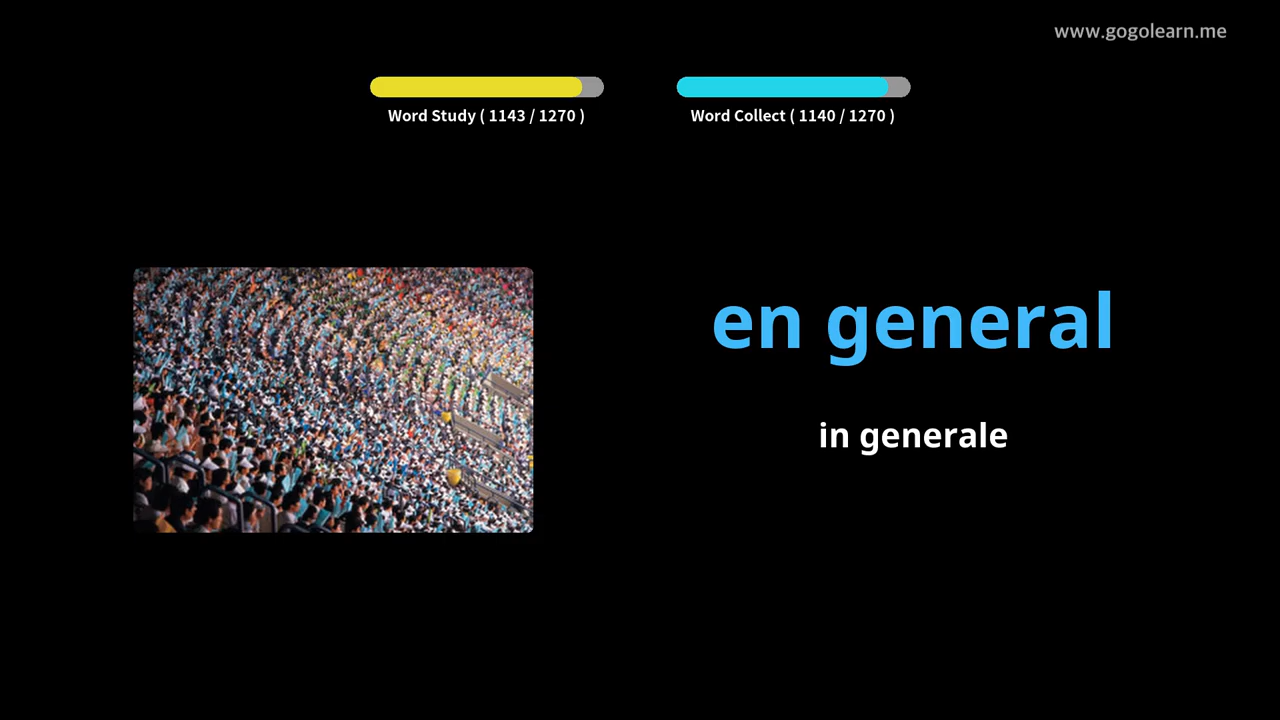 www.gogolearn.me
Word Study ( 1143 / 1270 )
Word Collect ( 1140 / 1270 )
en general
in generale